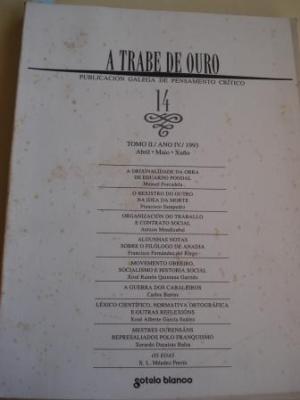 A TRABE DE OURO
PUBLICACIÓN GALEGA DE PENSAMENTO CRÍTICO
14
TOMO II / ANO IV / 1993
Abril • Maio • Xuño
A ORIXINALIDADE DA OBRA
DE EDUARDO PONDAL
Manuel Forcadela
O REXISTRO DO OUTRO
NA IDEA DA MORTE
Francisco Sampedro
ORGANIZACIÓN DO TRABALLO
E CONTRATO SOCIAL
Antxon Mendizabal
ALGUNHAS NOTAS
SOBRE O FILÓLOGO DE ANADIA
Francisco Fernández del Riego
MOVEMENTO OBREIRO,
SOCIALISMO E HISTORIA SOCIAL
Xosé Ramón Quintana Garrido
A GUERRA DOS CABALEIROS
Carlos Barros
LÉXICO CIENTÍFICO, NORMATIVA ORTOGRÁFICA
E OUTRAS REFLEXIÓNS
Xosé Alberte García Suárez
MESTRES OURENSÁNS
REPRESALIADOS POLO FRANQUISMO
Xerardo Dasairas Valsa
OS EOAS
X. L. Méndez Ferrín
sotelo blanco